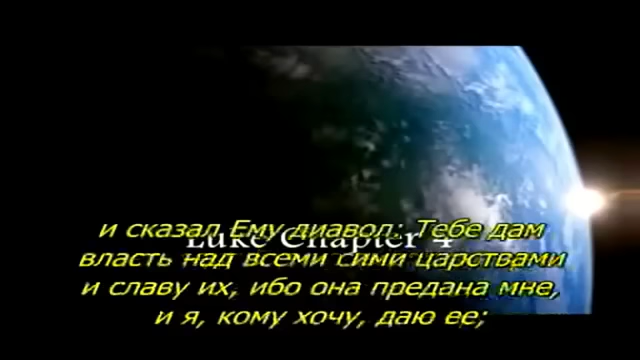 и сказал Ему диавол: Тебе дам
Luke Chapter 4
власть над всеми сими царствами
и славу их, ибо она предана мне,
и я, кому хочу, даю ее;